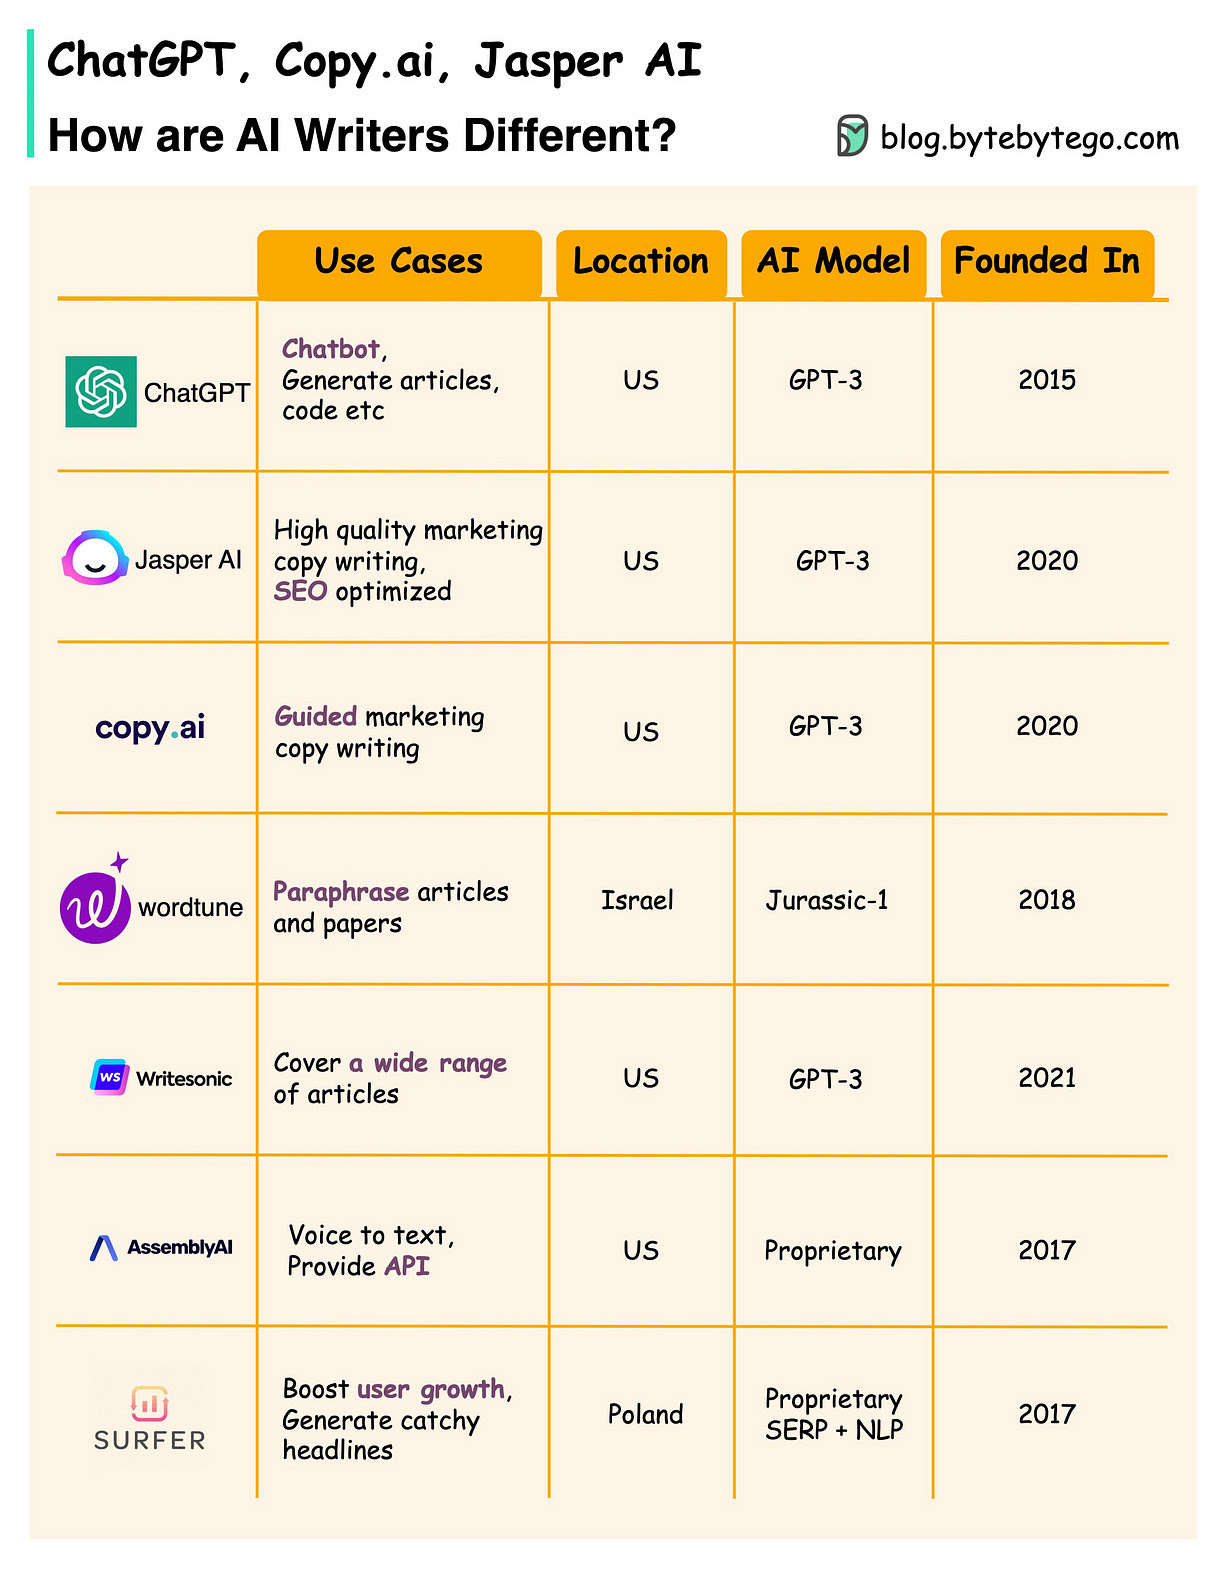 ChatGPT, Copy.ai, Jasper AI
How are AI Writers Different?
blog.bytebytego.com
Use Cases
Location
AI Model
Founded In
ChatGPT
Chatbot,
Generate articles,
code etc
US
GPT-3
2015
Jasper AI
High quality marketing
copy writing,
SEO optimized
US
GPT-3
2020
copy.ai
Guided marketing
copy writing
US
GPT-3
2020
wordtune
Paraphrase articles
and papers
Israel
Jurassic-1
2018
WS
Writesonic
Cover a wide range
of articles
US
GPT-3
2021
AssemblyAI
Voice to text,
Provide API
US
Proprietary
2017
SURFER
Boost user growth,
Generate catchy
headlines
Poland
Proprietary
SERP + NLP
2017